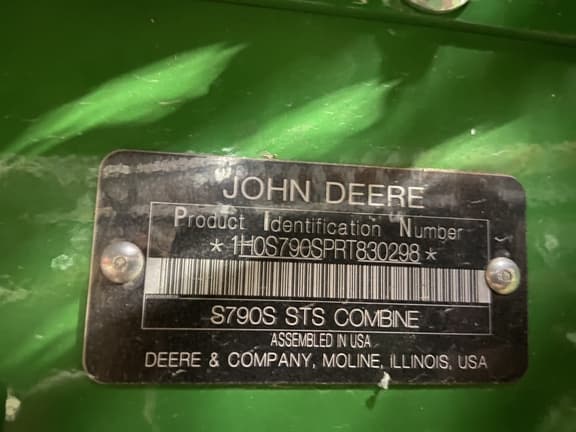 JOHN DEERE
Product Identification Number
* 1H0S790SPRT830298 *
S790S STS COMBINE
ASSEMBLED IN USA
DEERE & COMPANY, MOLINE, ILLINOIS, USA